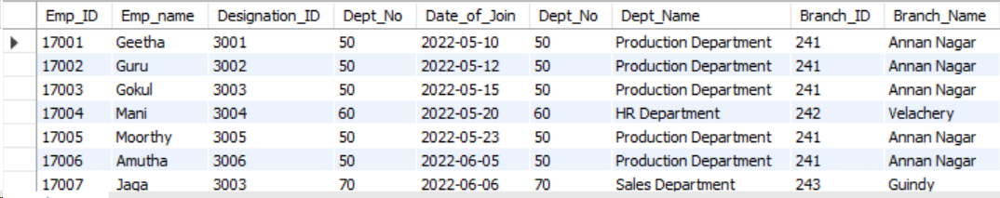 Emp_ID Emp_name Designation_ID Dept_No Date_of_Join Dept_No Dept_Name Branch_ID Branch_Name
17001 Geetha 3001 50 2022-05-10 50 Production Department 241 Annan Nagar
17002 Guru 3002 50 2022-05-12 50 Production Department 241 Annan Nagar
17003 Gokul 3003 50 2022-05-15 50 Production Department 241 Annan Nagar
17004 Mani 3004 60 2022-05-20 60 HR Department 242 Velachery
17005 Moorthy 3005 50 2022-05-23 50 Production Department 241 Annan Nagar
17006 Amutha 3006 50 2022-06-05 50 Production Department 241 Annan Nagar
17007 Jaga 3003 70 2022-06-06 70 Sales Department 243 Guindy